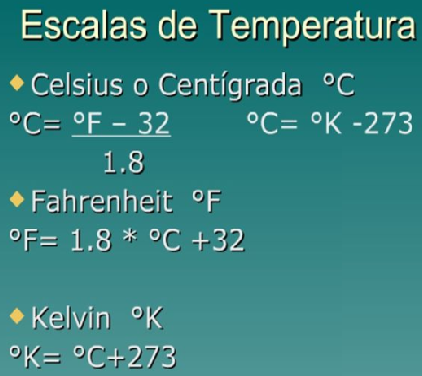 Escalas de Temperatura
◆ Celsius o Centígrada °C
°C= °F – 32 °C= °K -273
1.8
◆ Fahrenheit °F
°F= 1.8 * °C +32
◆ Kelvin °K
°K= °C+273